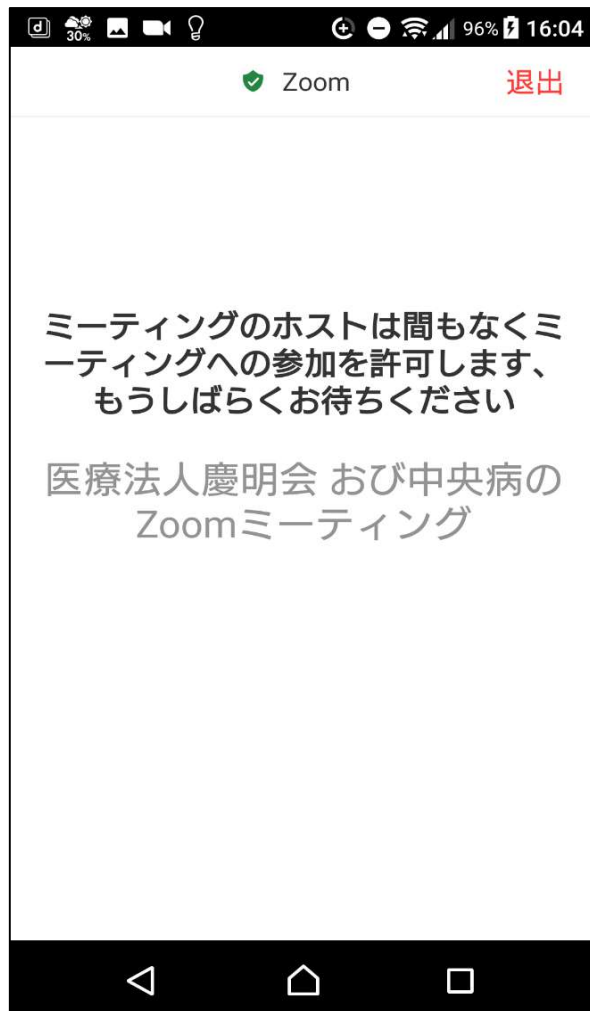 30%
96%
16:04
Zoom
退出
ミーティングのホストは間もなくミ
ーティングへの参加を許可します、
もうしばらくお待ちください
医療法人慶明会 おび中央病の
Zoomミーティング